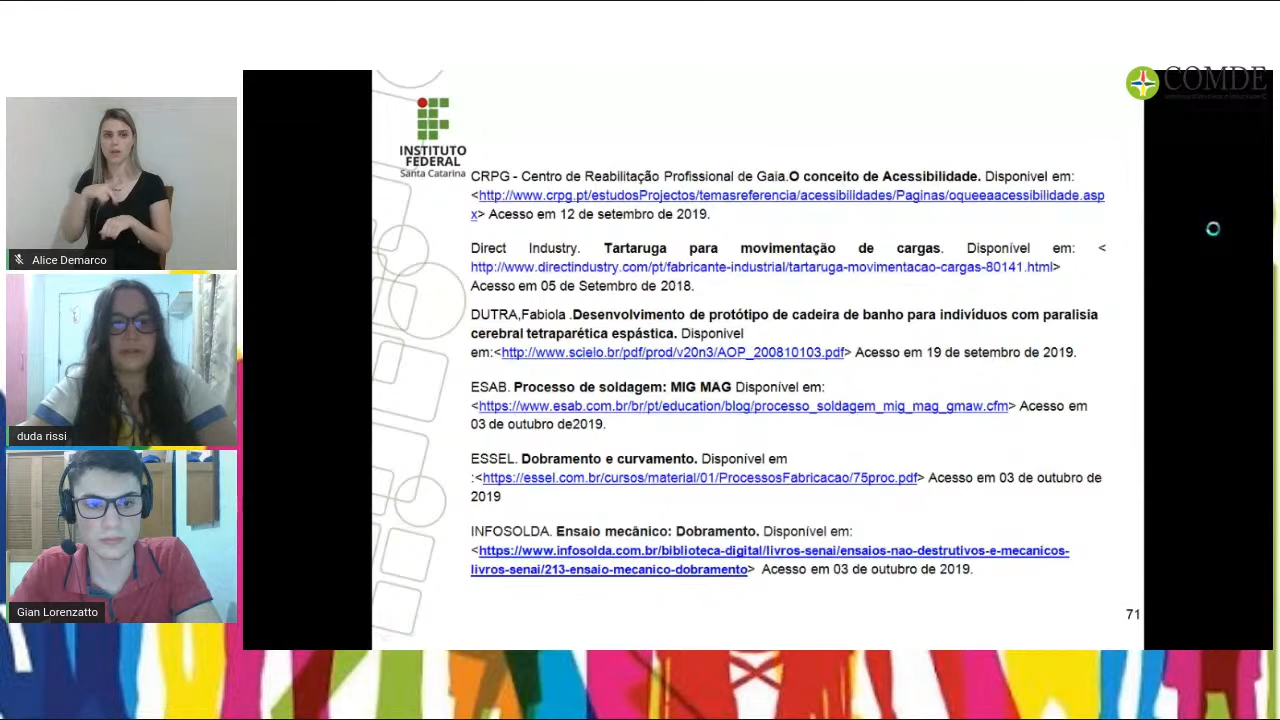 COMDE
INSTITUTO
FEDERAL
Santa Catarina
CRPG - Centro de Reabilitação Profissional de Gaia.O conceito de Acessibilidade. Disponivel em:
<http://www.crpg.pt/estudosProjectos/temasreferencia/acessibilidades/Paginas/oqueeaacessibilidade.asp
x> Acesso em 12 de setembro de 2019.
Direct Industry. Tartaruga para movimentação de cargas. Disponível em: <
http://www.directindustry.com/pt/fabricante-industrial/tartaruga-movimentacao-cargas-80141.html>
Acesso em 05 de Setembro de 2018.
DUTRA,Fabiola .Desenvolvimento de protótipo de cadeira de banho para indivíduos com paralisia
cerebral tetraparética espástica. Disponivel
em:<http://www.scielo.br/pdf/prod/v20n3/AOP_200810103.pdf> Acesso em 19 de setembro de 2019.
ESAB. Processo de soldagem: MIG MAG Disponível em:
<https://www.esab.com.br/br/pt/education/blog/processo_soldagem_mig_mag_gmaw.cfm> Acesso em
03 de outubro de2019.
ESSEL. Dobramento e curvamento. Disponível em
:<https://essel.com.br/cursos/material/01/ProcessosFabricacao/75proc.pdf> Acesso em 03 de outubro de
2019
INFOSOLDA. Ensaio mecânico: Dobramento. Disponível em:
<https://www.infosolda.com.br/biblioteca-digital/livros-senai/ensaios-nao-destrutivos-e-mecanicos-
livros-senai/213-ensaio-mecanico-dobramento> Acesso em 03 de outubro de 2019.
71
Alice Demarco
duda rissi
Gian Lorenzatto